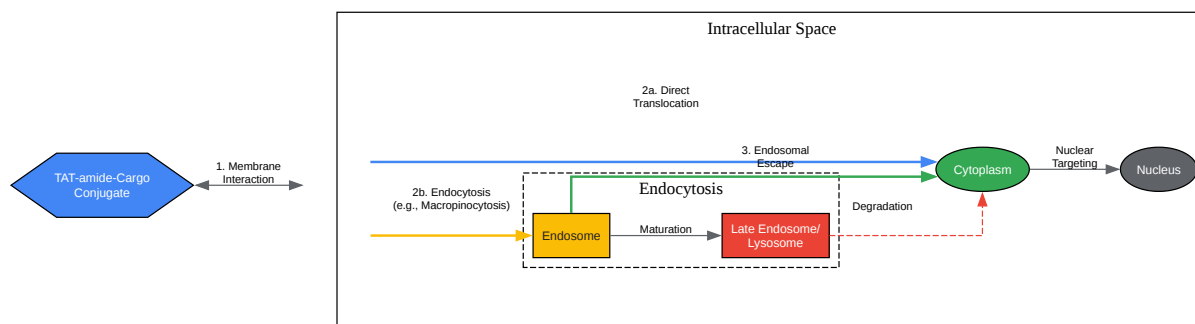 Intracellular Space
2a. Direct
Translocation
TAT-amide-Cargo
Conjugate
1. Membrane
Interaction
3. Endosomal
Escape
Nuclear
Targeting
Cytoplasm
Nucleus
2b. Endocytosis
(e.g., Macropinocytosis)
Endocytosis
Degradation
Endosome
Maturation
Late Endosome/
Lysosome